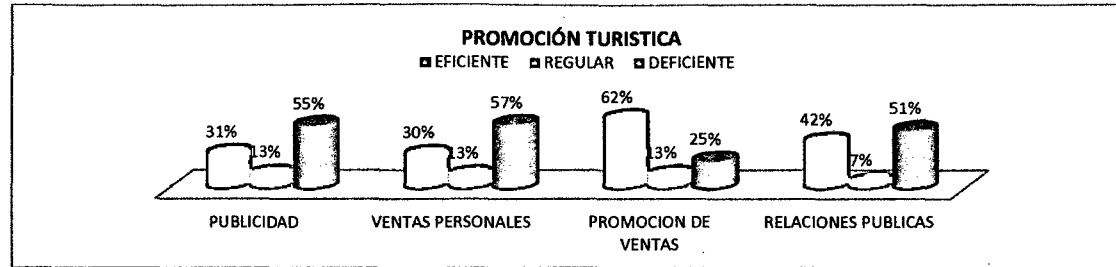 PROMOCIÓN TURISTICA
EFICIENTE REGULAR DEFICIENTE
31% 13% 55% 30% 13% 57% 62% 13% 25% 42% 7% 51%
PUBLICIDAD VENTAS PERSONALES PROMOCION DE VENTAS RELACIONES PUBLICAS